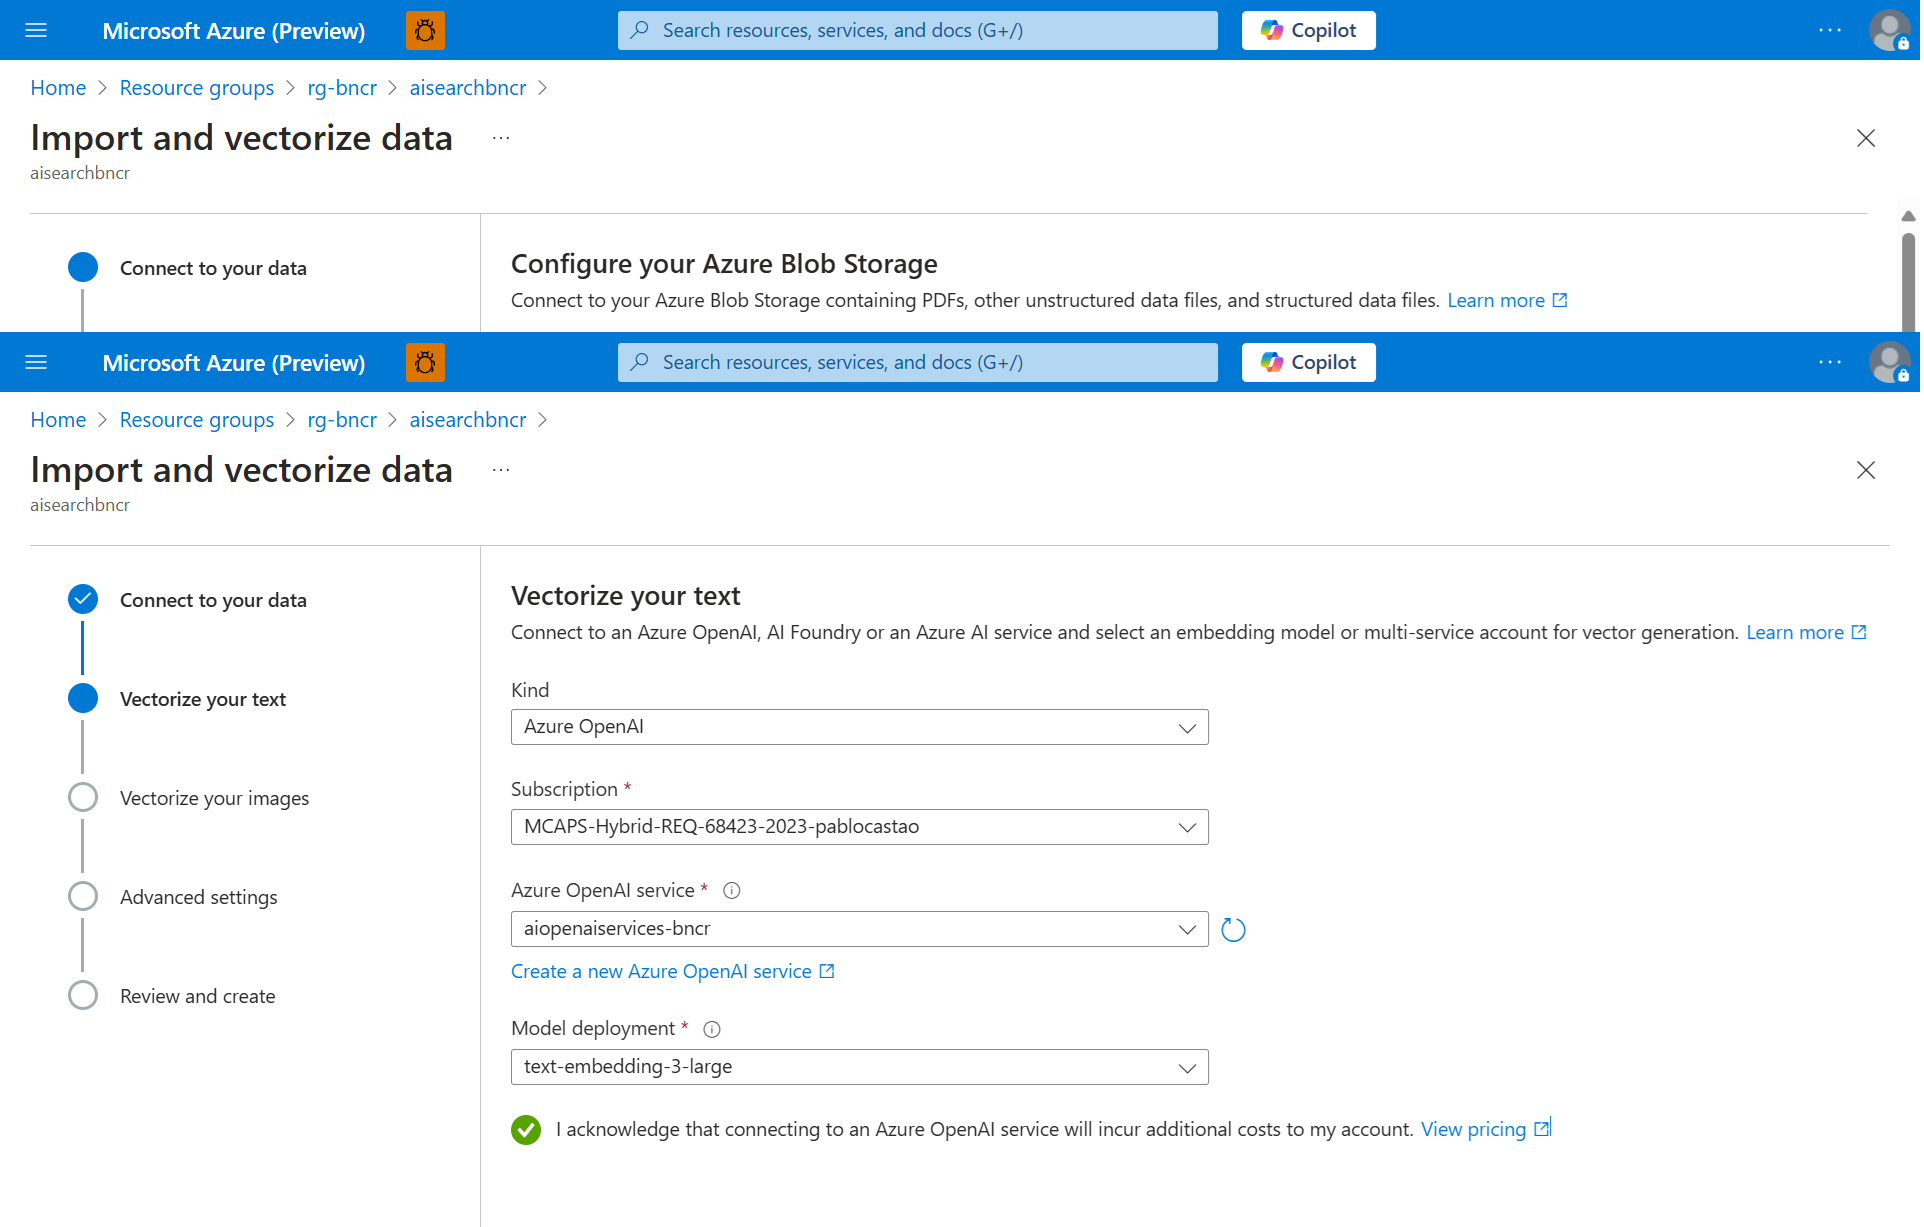 Microsoft Azure (Preview)
Search resources, services, and docs (G+/)
Copilot
Home > Resource groups > rg-bncr > aisearchbncr >
Import and vectorize data ...
aisearchbncr
Connect to your data
Configure your Azure Blob Storage
Connect to your Azure Blob Storage containing PDFs, other unstructured data files, and structured data files. Learn more
Microsoft Azure (Preview)
Search resources, services, and docs (G+/)
Copilot
Home > Resource groups > rg-bncr > aisearchbncr >
Import and vectorize data ...
aisearchbncr
Connect to your data
Vectorize your text
Vectorize your images
Advanced settings
Review and create
Vectorize your text
Connect to an Azure OpenAI, AI Foundry or an Azure AI service and select an embedding model or multi-service account for vector generation. Learn more
Kind
Azure OpenAI
Subscription *
MCAPS-Hybrid-REQ-68423-2023-pablocastao
Azure OpenAI service *
aiopenaiservices-bncr
Create a new Azure OpenAI service
Model deployment *
text-embedding-3-large
I acknowledge that connecting to an Azure OpenAI service will incur additional costs to my account. View pricing